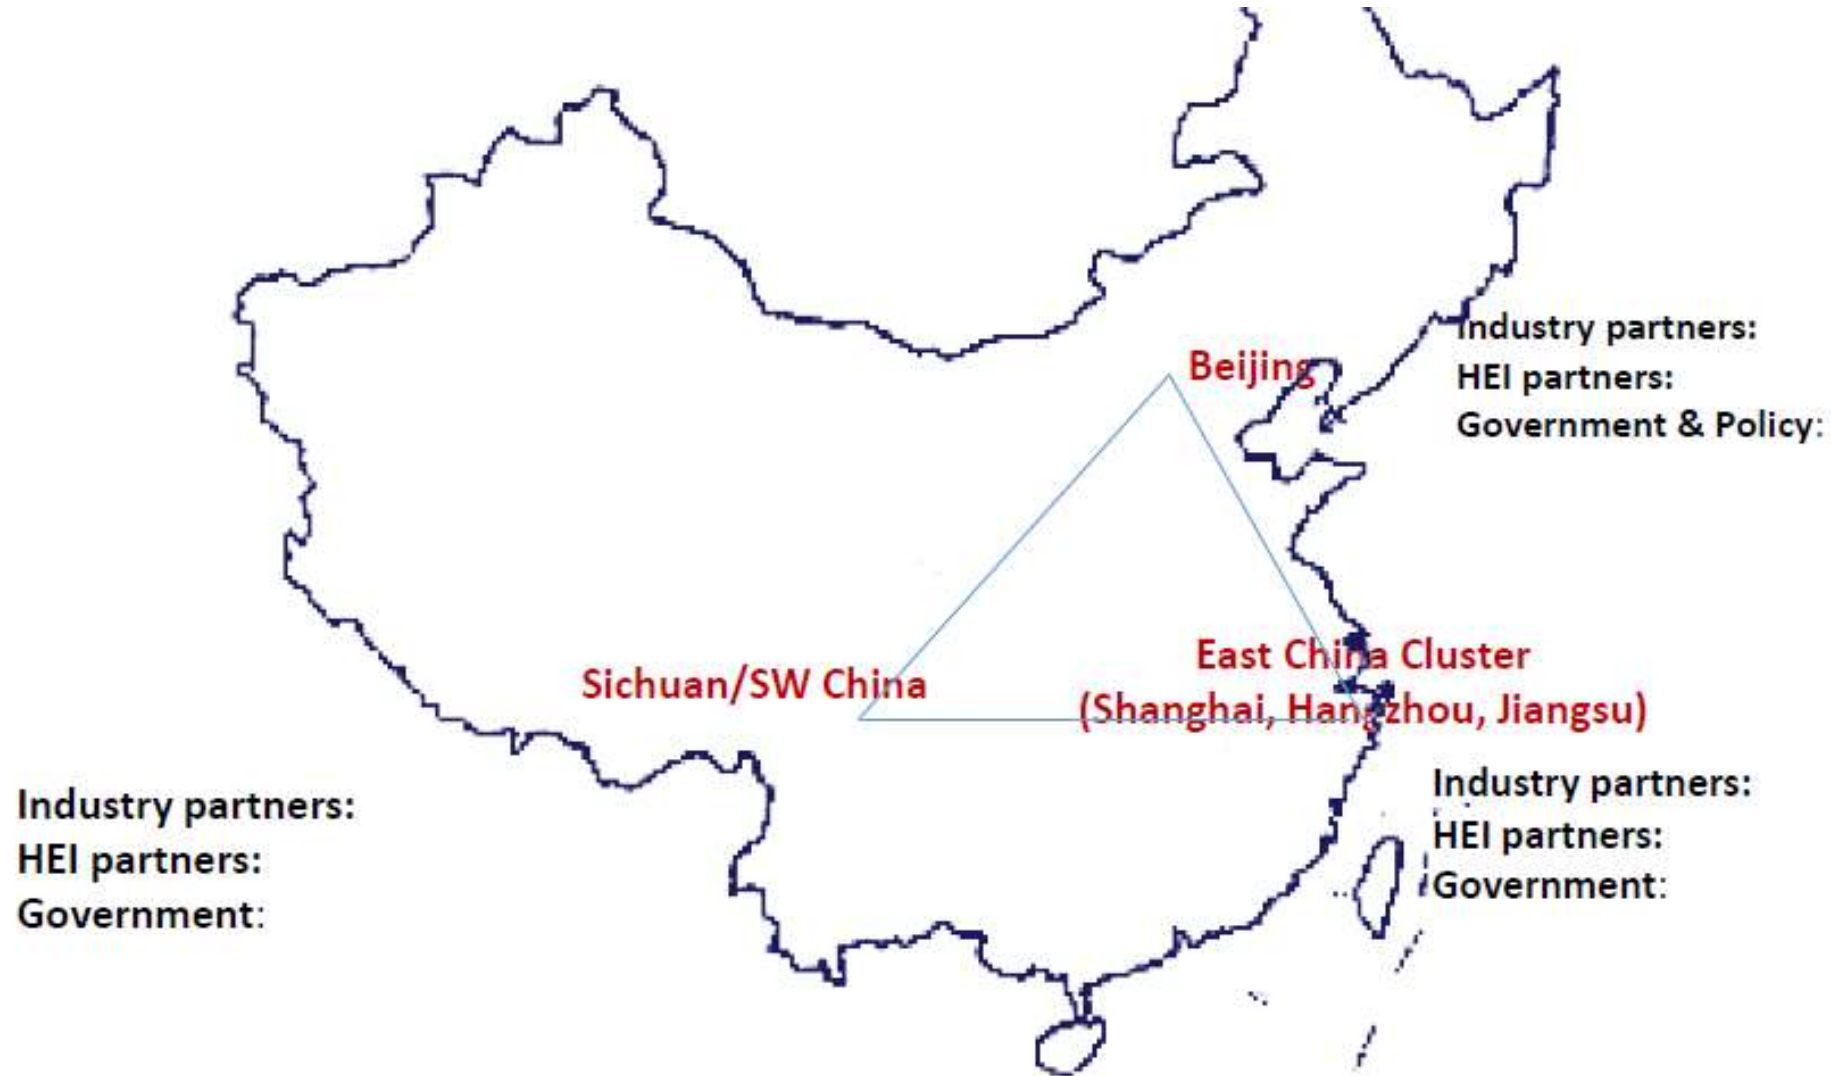 Beijing
Industry partners:
HEI partners:
Government & Policy:
Sichuan/SW China
East China Cluster
(Shanghai, Hangzhou, Jiangsu)
Industry partners:
HEI partners:
Government:
Industry partners:
HEI partners:
Government: